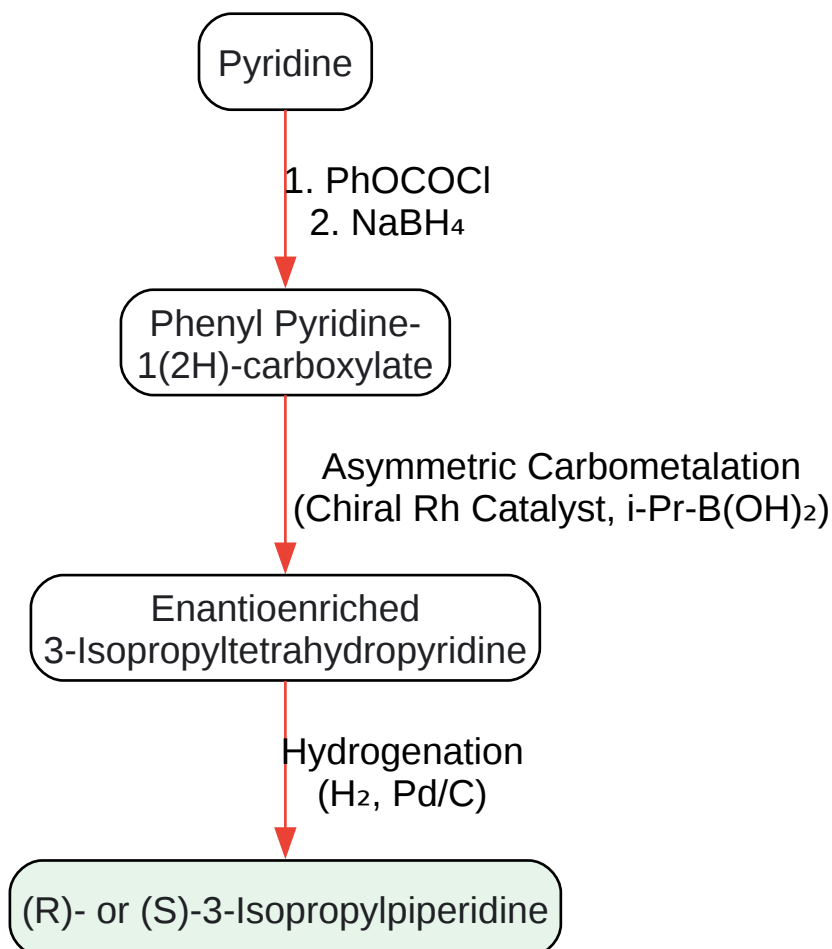 Pyridine
1. PhOCOCl
2. NaBH₄
Phenyl Pyridine-
1(2H)-carboxylate
Asymmetric Carbometalation
(Chiral Rh Catalyst, i-Pr-B(OH)₂)
Enantioenriched
3-Isopropyltetrahydropyridine
Hydrogenation
(H₂, Pd/C)
(R)- or (S)-3-Isopropylpiperidine